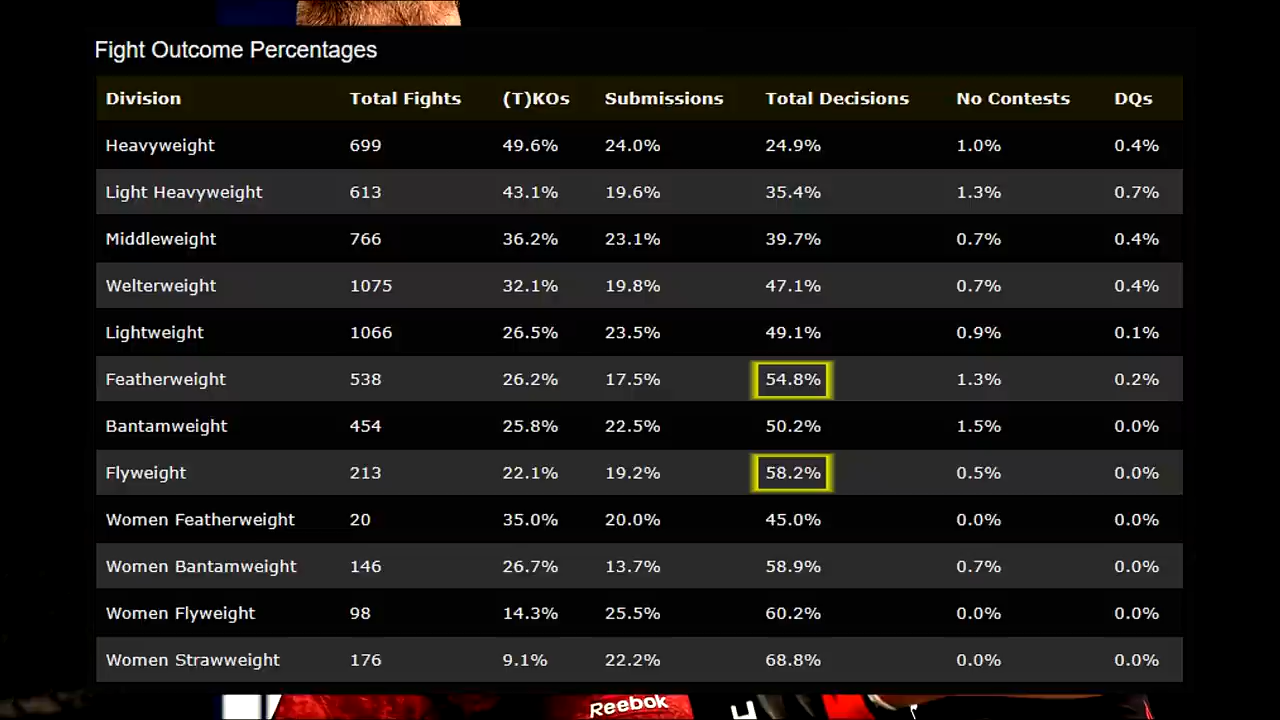 Fight Outcome Percentages
Division Total Fights (T)KOs Submissions Total Decisions No Contests DQs
Heavyweight 699 49.6% 24.0% 24.9% 1.0% 0.4%
Light Heavyweight 613 43.1% 19.6% 35.4% 1.3% 0.7%
Middleweight 766 36.2% 23.1% 39.7% 0.7% 0.4%
Welterweight 1075 32.1% 19.8% 47.1% 0.7% 0.4%
Lightweight 1066 26.5% 23.5% 49.1% 0.9% 0.1%
Featherweight 538 26.2% 17.5% 54.8% 1.3% 0.2%
Bantamweight 454 25.8% 22.5% 50.2% 1.5% 0.0%
Flyweight 213 22.1% 19.2% 58.2% 0.5% 0.0%
Women Featherweight 20 35.0% 20.0% 45.0% 0.0% 0.0%
Women Bantamweight 146 26.7% 13.7% 58.9% 0.7% 0.0%
Women Flyweight 98 14.3% 25.5% 60.2% 0.0% 0.0%
Women Strawweight 176 9.1% 22.2% 68.8% 0.0% 0.0%
Reebok